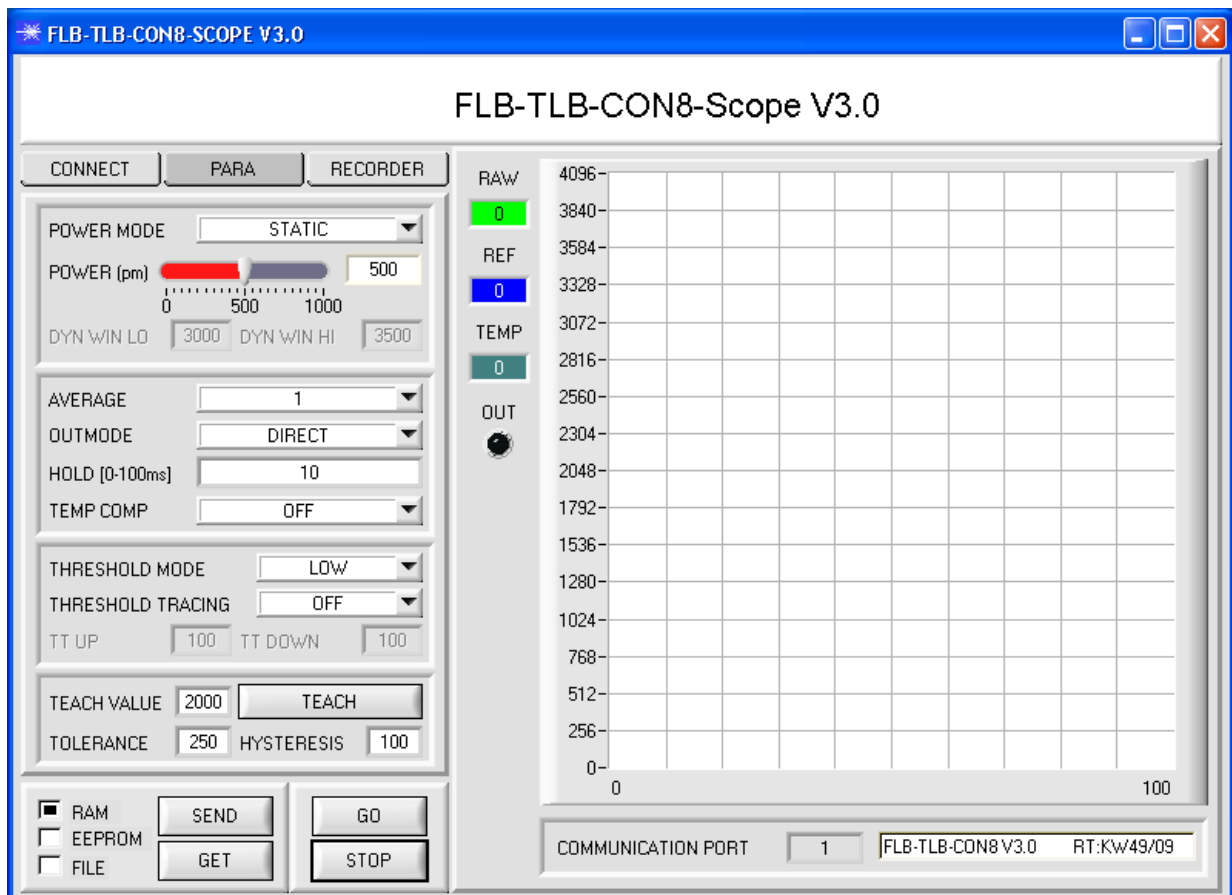 FLB-TLB-CON8-SCOPE V3.0
FLB-TLB-CON8-Scope V3.0
CONNECT PARA RECORDER
POWER MODE STATIC
POWER (pm) 500
0 500 1000
DYN WIN LO 3000 DYN WIN HI 3500
AVERAGE 1
OUTMODE DIRECT
HOLD [0-100ms] 10
TEMP COMP OFF
THRESHOLD MODE LOW
THRESHOLD TRACING OFF
TT UP 100 TT DOWN 100
TEACH VALUE 2000 TEACH
TOLERANCE 250 HYSTERESIS 100
RAM
EEPROM
FILE
SEND
GET
GO
STOP
RAW
0
REF
0
TEMP
0
OUT
4096
3840
3584
3328
3072
2816
2560
2304
2048
1792
1536
1280
1024
768
512
256
0
0 100
COMMUNICATION PORT 1 FLB-TLB-CON8 V3.0 RT:KW49/09